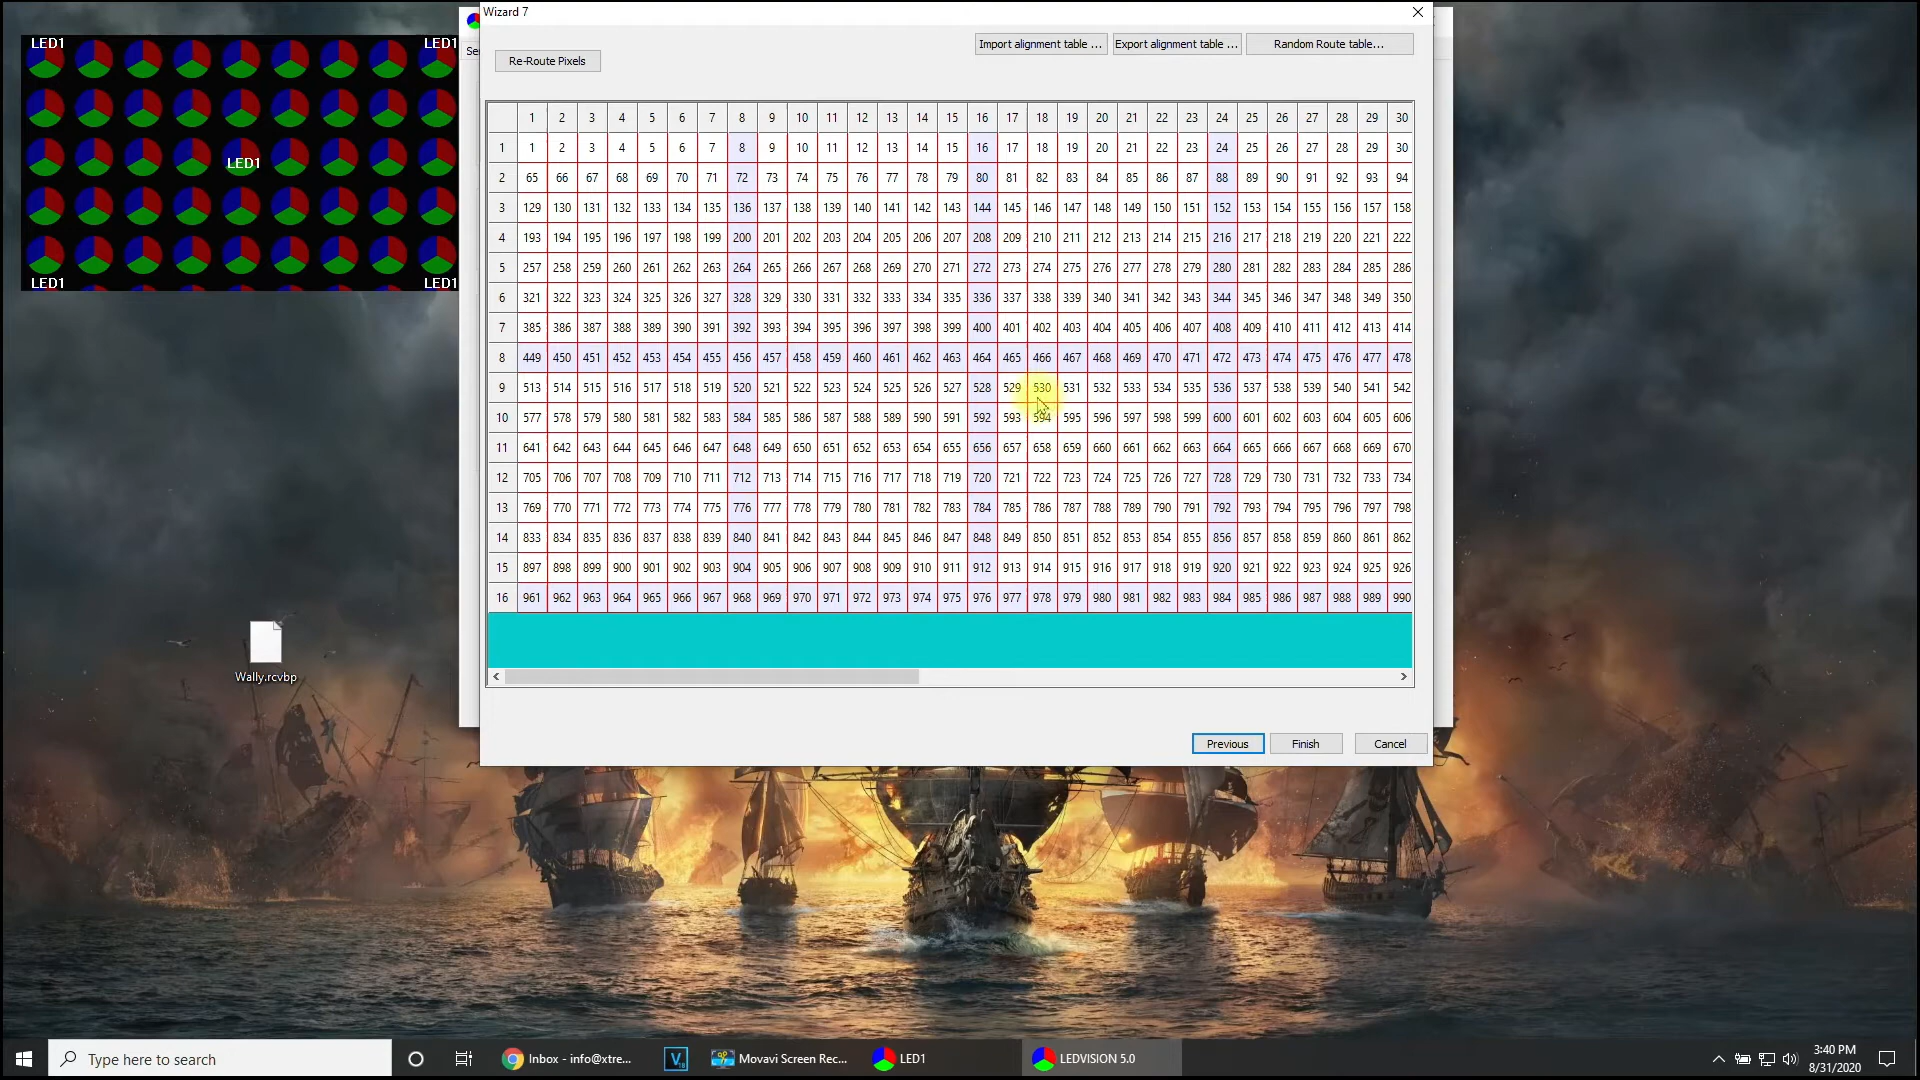 Wizard 7
LED1
LED1
Se
Import alignment table ...
Export alignment table ...
Random Route table...
Re-Route Pixels
1 2 3 4 5 6 7 8 9 10 11 12 13 14 15 16 17 18 19 20 21 22 23 24 25 26 27 28 29 30
1 1 2 3 4 5 6 7 8 9 10 11 12 13 14 15 16 17 18 19 20 21 22 23 24 25 26 27 28 29 30
LED1
2 65 66 67 68 69 70 71 72 73 74 75 76 77 78 79 80 81 82 83 84 85 86 87 88 89 90 91 92 93 94
3 129 130 131 132 133 134 135 136 137 138 139 140 141 142 143 144 145 146 147 148 149 150 151 152 153 154 155 156 157 158
4 193 194 195 196 197 198 199 200 201 202 203 204 205 206 207 208 209 210 211 212 213 214 215 216 217 218 219 220 221 222
5 257 258 259 260 261 262 263 264 265 266 267 268 269 270 271 272 273 274 275 276 277 278 279 280 281 282 283 284 285 286
LED1
LED1
6 321 322 323 324 325 326 327 328 329 330 331 332 333 334 335 336 337 338 339 340 341 342 343 344 345 346 347 348 349 350
7 385 386 387 388 389 390 391 392 393 394 395 396 397 398 399 400 401 402 403 404 405 406 407 408 409 410 411 412 413 414
8 449 450 451 452 453 454 455 456 457 458 459 460 461 462 463 464 465 466 467 468 469 470 471 472 473 474 475 476 477 478
9 513 514 515 516 517 518 519 520 521 522 523 524 525 526 527 528 529 530 531 532 533 534 535 536 537 538 539 540 541 542
10 577 578 579 580 581 582 583 584 585 586 587 588 589 590 591 592 593 594 595 596 597 598 599 600 601 602 603 604 605 606
11 641 642 643 644 645 646 647 648 649 650 651 652 653 654 655 656 657 658 659 660 661 662 663 664 665 666 667 668 669 670
12 705 706 707 708 709 710 711 712 713 714 715 716 717 718 719 720 721 722 723 724 725 726 727 728 729 730 731 732 733 734
13 769 770 771 772 773 774 775 776 777 778 779 780 781 782 783 784 785 786 787 788 789 790 791 792 793 794 795 796 797 798
14 833 834 835 836 837 838 839 840 841 842 843 844 845 846 847 848 849 850 851 852 853 854 855 856 857 858 859 860 861 862
15 897 898 899 900 901 902 903 904 905 906 907 908 909 910 911 912 913 914 915 916 917 918 919 920 921 922 923 924 925 926
16 961 962 963 964 965 966 967 968 969 970 971 972 973 974 975 976 977 978 979 980 981 982 983 984 985 986 987 988 989 990
Wally.rcvbp
Previous
Finish
Cancel
Type here to search
Inbox - info@xtre...
V
Movavi Screen Rec...
LED1
LEDVISION 5.0
3:40 PM
8/31/2020